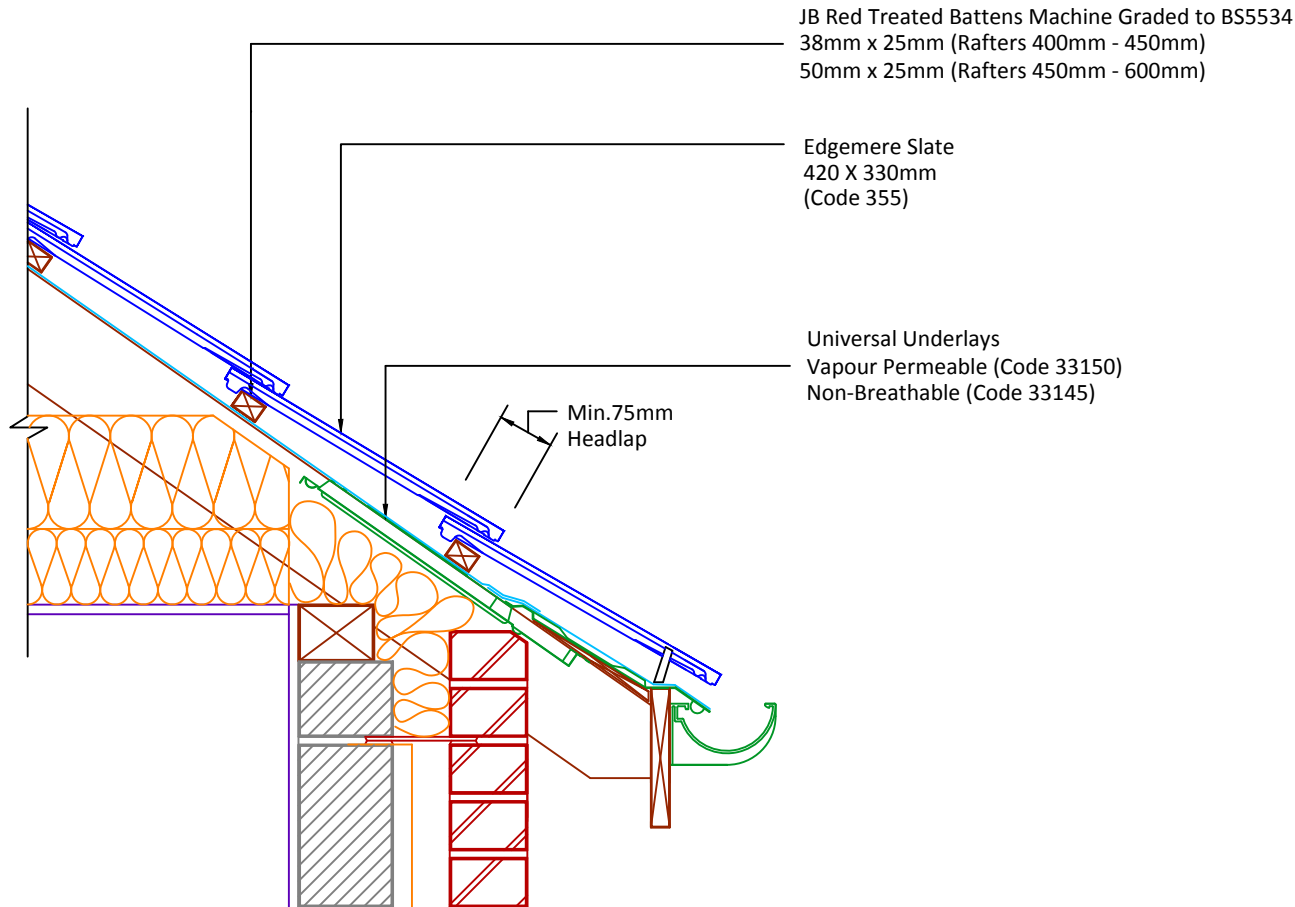 JB Red Treated Battens Machine Graded to BS5534
38mm x 25mm (Rafters 400mm - 450mm)
50mm x 25mm (Rafters 450mm - 600mm)
Edgemere Slate
420 X 330mm
(Code 355)
Universal Underlays
Vapour Permeable (Code 33150)
Non-Breathable (Code 33145)
Min.75mm
Headlap